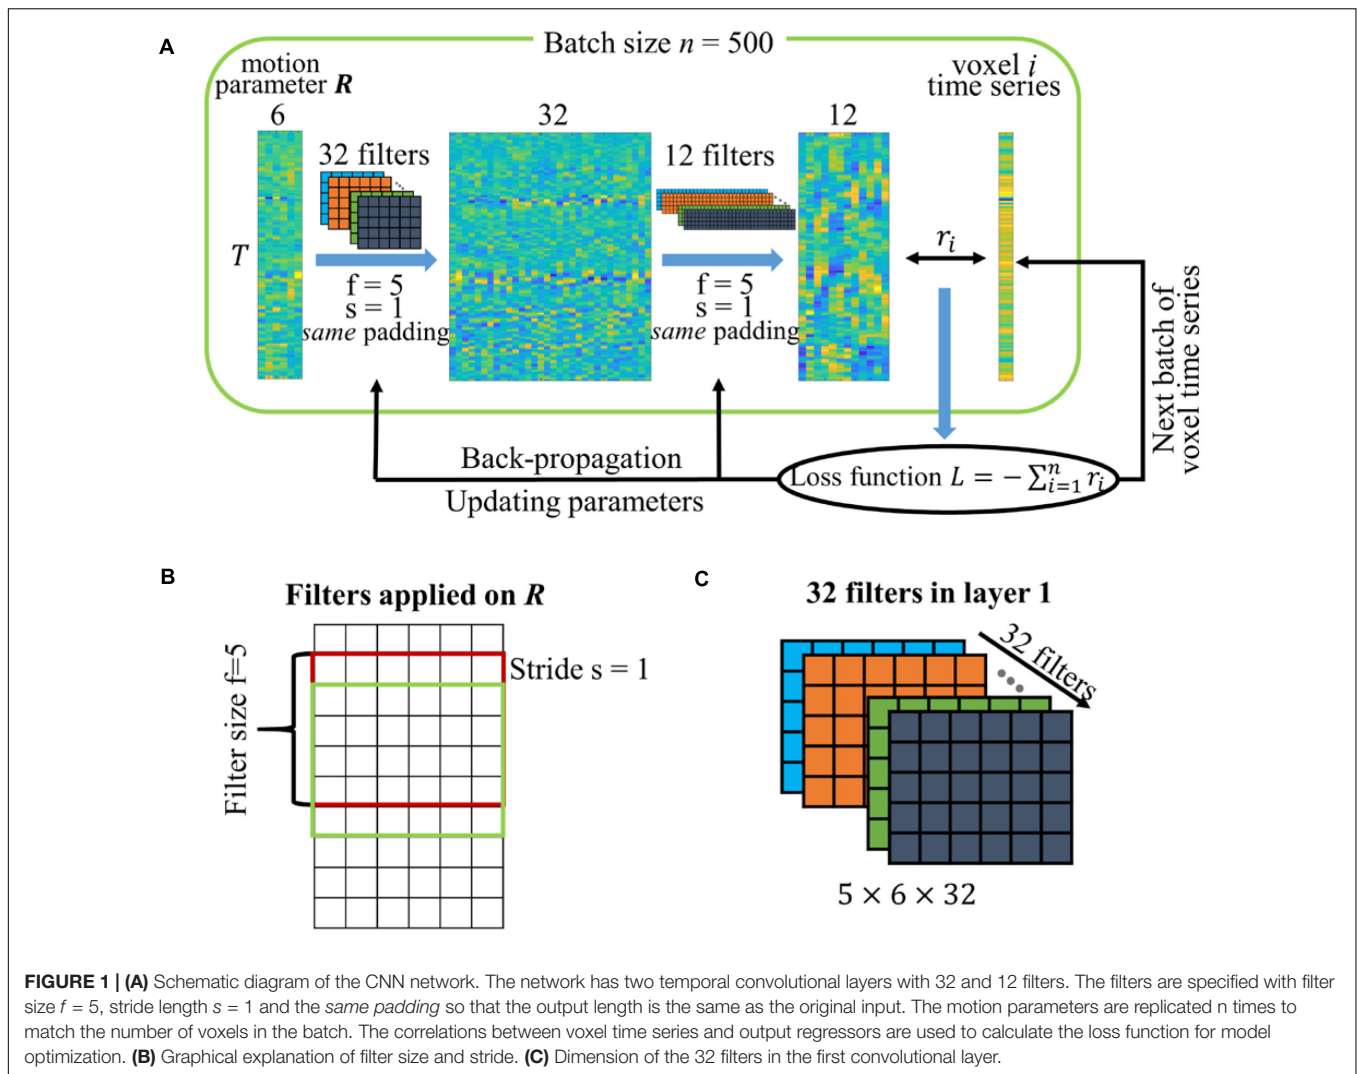 A
Batch size n = 500
motion
parameter R
voxel i
time series
6
32
12
32 filters
12 filters
T
r_i
f = 5
s = 1
same padding
f = 5
s = 1
same padding
Next batch of
voxel time series
Back-propagation
Updating parameters
Loss function L = − ∑_{i=1}^{n} r_i
B
Filters applied on R
Filter size f=5
Stride s = 1
C
32 filters in layer 1
32 filters
5 × 6 × 32
FIGURE 1 | (A) Schematic diagram of the CNN network. The network has two temporal convolutional layers with 32 and 12 filters. The filters are specified with filter
size f = 5, stride length s = 1 and the same padding so that the output length is the same as the original input. The motion parameters are replicated n times to
match the number of voxels in the batch. The correlations between voxel time series and output regressors are used to calculate the loss function for model
optimization. (B) Graphical explanation of filter size and stride. (C) Dimension of the 32 filters in the first convolutional layer.